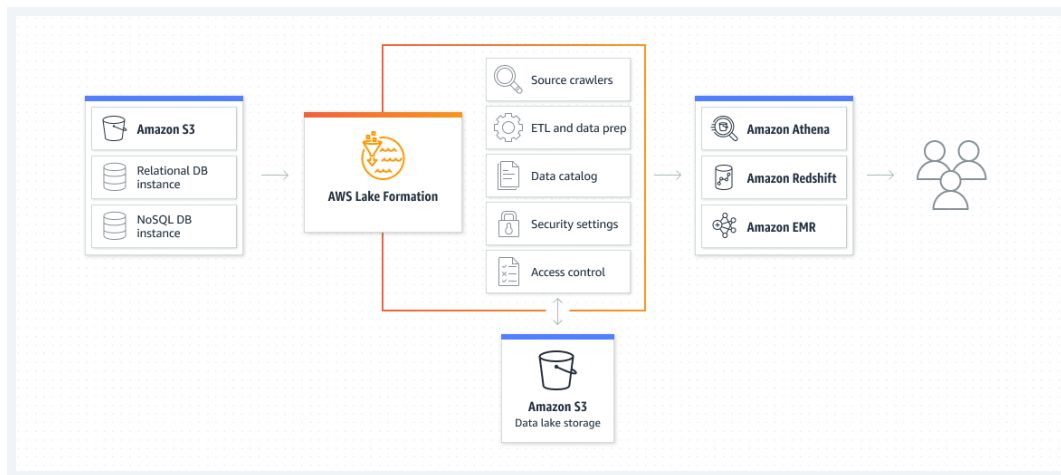 Amazon S3
Relational DB
instance
NoSQL DB
instance
AWS Lake Formation
Source crawlers
ETL and data prep
Data catalog
Security settings
Access control
Amazon S3
Data lake storage
Amazon Athena
Amazon Redshift
Amazon EMR